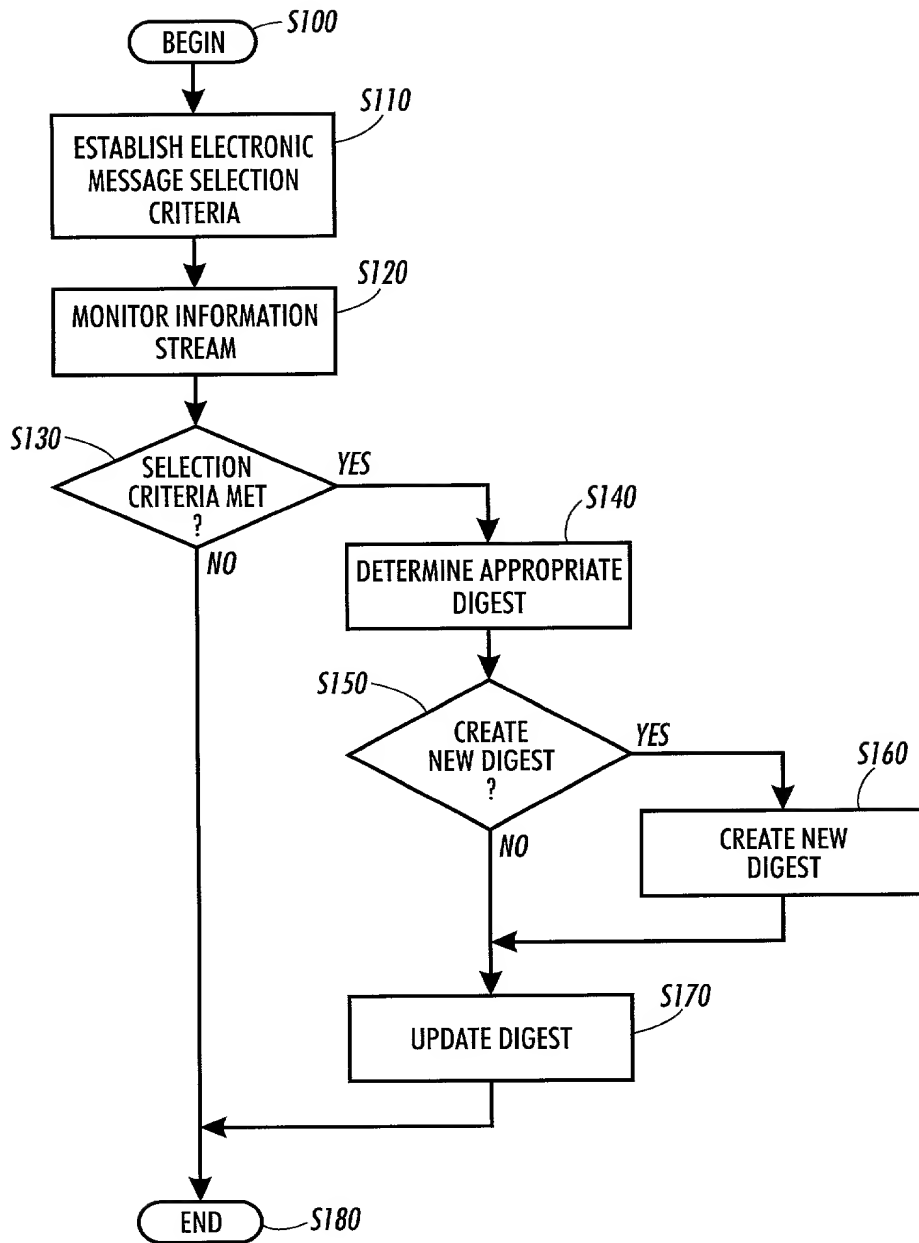 BEGIN
S100
S110
ESTABLISH ELECTRONIC
MESSAGE SELECTION
CRITERIA
S120
MONITOR INFORMATION
STREAM
S130
SELECTION
CRITERIA MET
?
YES
NO
S140
DETERMINE APPROPRIATE
DIGEST
S150
CREATE
NEW DIGEST
?
YES
NO
S160
CREATE NEW
DIGEST
S170
UPDATE DIGEST
END
S180